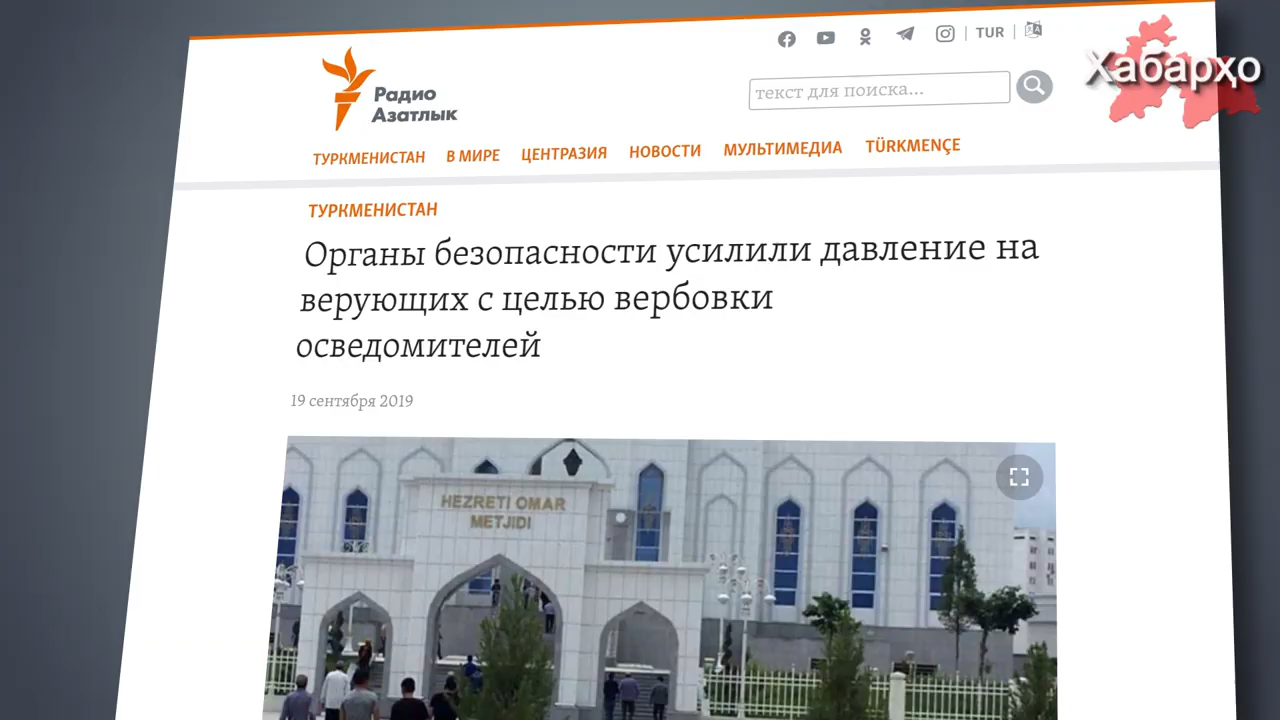 TUR
Хабарҳо
Радио
Азатлык
текст для поиска...
ТУРКМЕНИСТАН В МИРЕ ЦЕНТРАЗИЯ НОВОСТИ МУЛЬТИМЕДИА TÜRKMENÇE
ТУРКМЕНИСТАН
Органы безопасности усилили давление на
верующих с целью вербовки
осведомителей
19 сентября 2019
HEZRETI OMAR
METJIDI